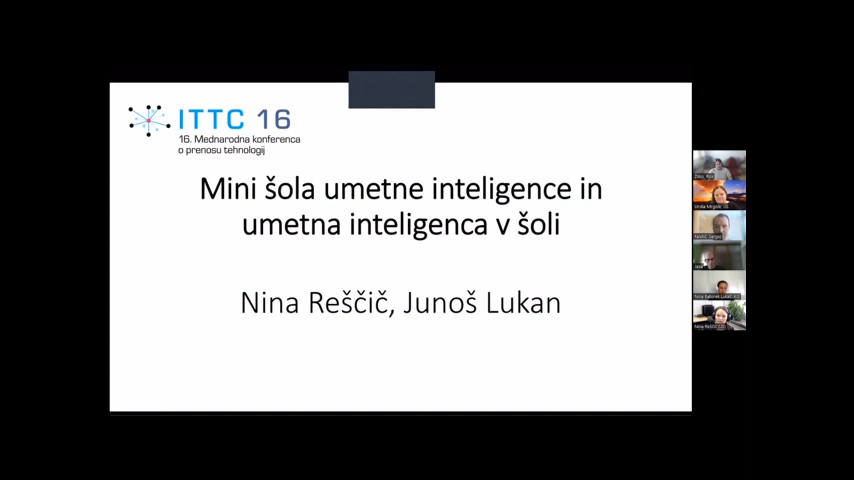 ITTC 16
16. Mednarodna konferenca
o prenosu tehnologij
Mini šola umetne inteligence in
umetna inteligenca v šoli
Nina Reščič, Junoš Lukan